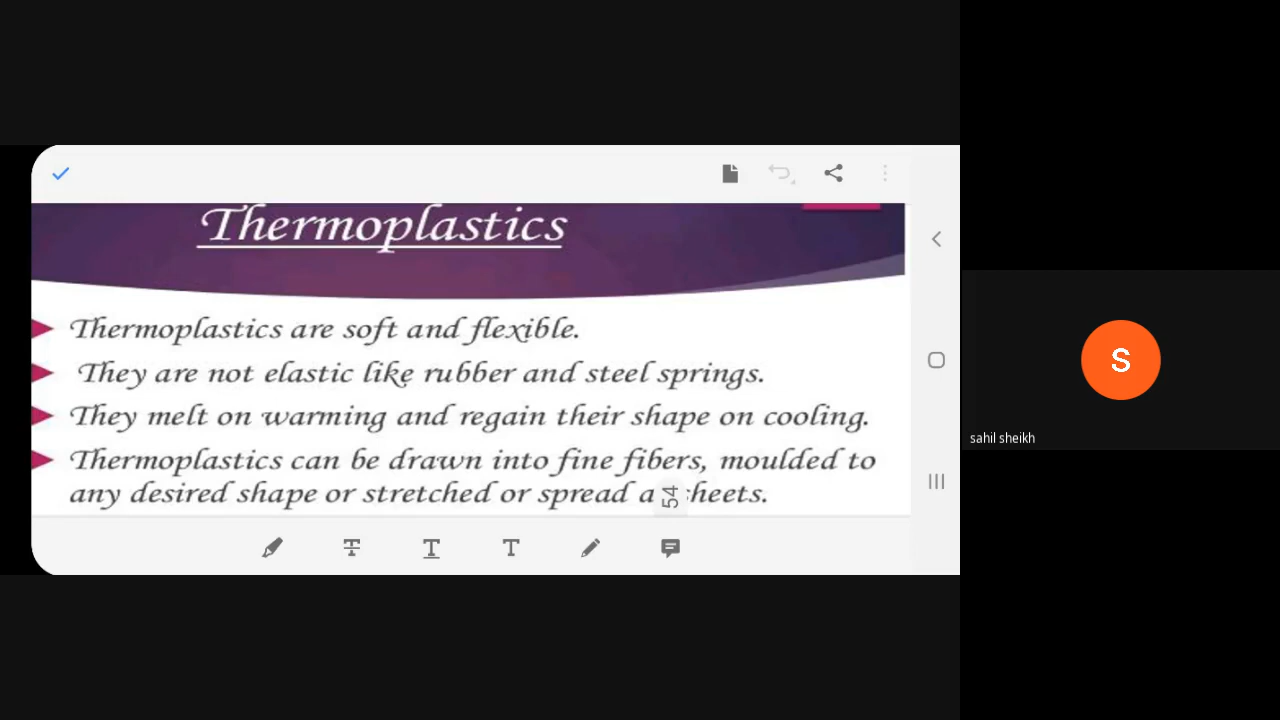 Thermoplastics
Thermoplastics are soft and flexible.
They are not elastic like rubber and steel springs.
They melt on warming and regain their shape on cooling.
Thermoplastics can be drawn into fine fibers, moulded to
any desired shape or stretched or spread a heets.
54
S
sahil sheikh